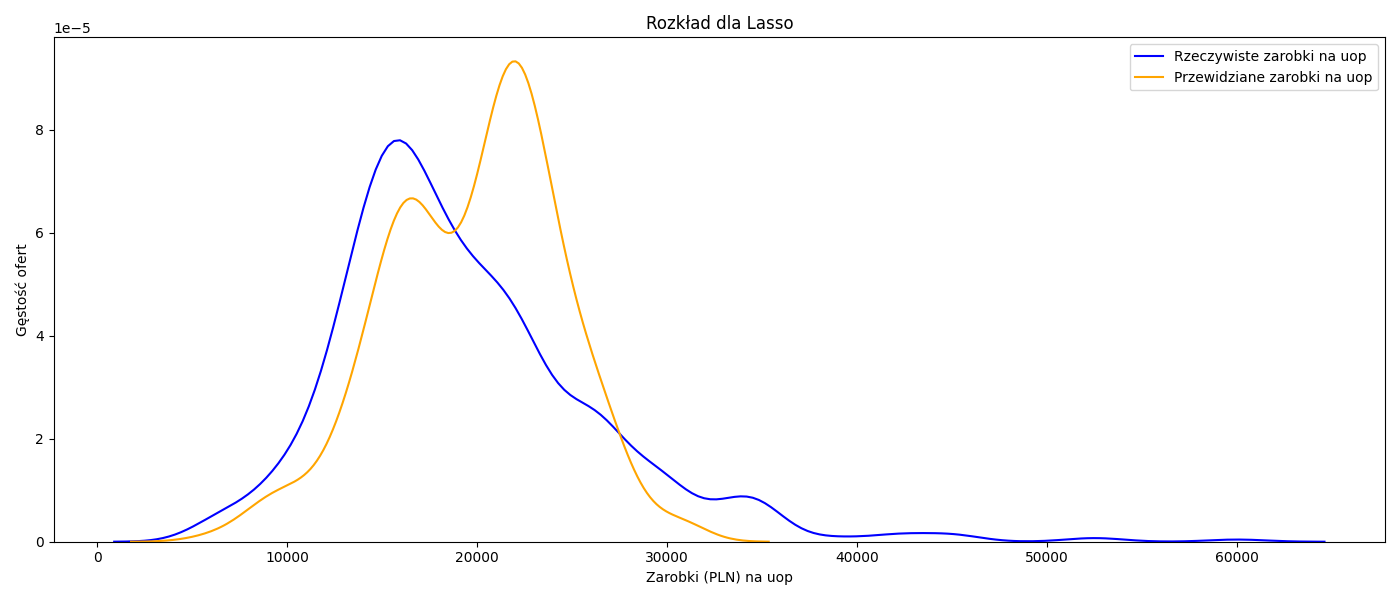 Rozkład dla Lasso
1e−5
Rzeczywiste zarobki na uop
Przewidziane zarobki na uop
8
6
4
2
0
Gęstość ofert
0 10000 20000 30000 40000 50000 60000
Zarobki (PLN) na uop